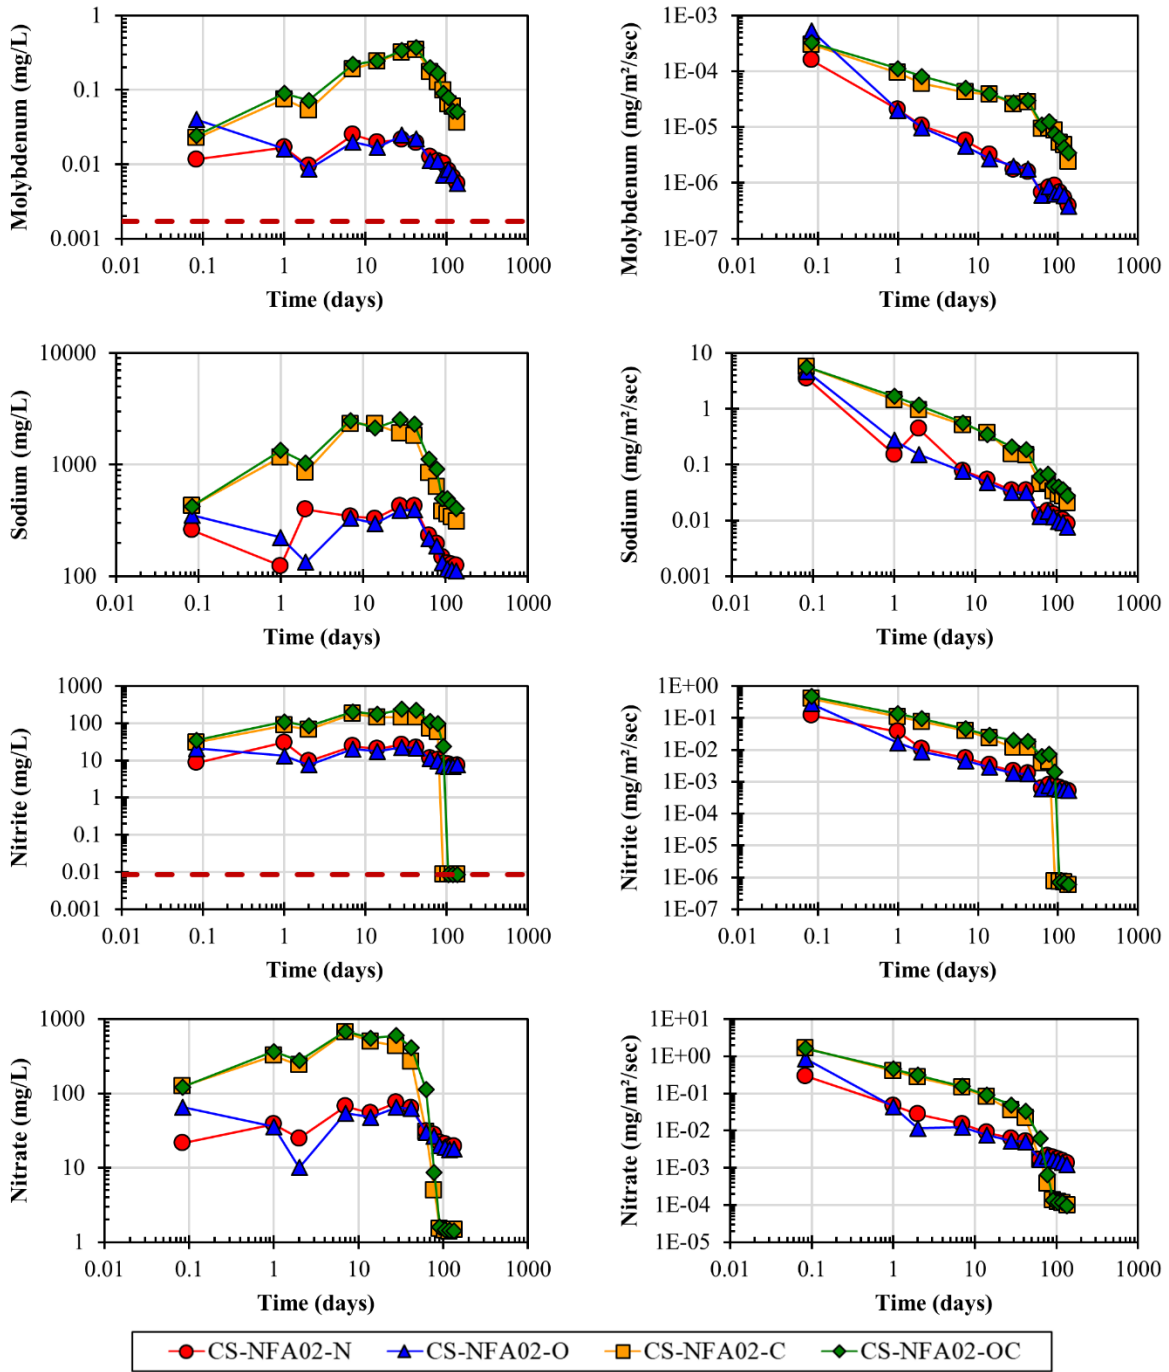 Molybdenum (mg/L)
1
0.1
0.01
0.001
0.01 0.1 1 10 100 1000
Time (days)
Molybdenum (mg/m²/sec)
1E-03
1E-04
1E-05
1E-06
1E-07
0.01 0.1 1 10 100 1000
Time (days)
Sodium (mg/L)
10000
1000
100
0.01 0.1 1 10 100 1000
Time (days)
Sodium (mg/m²/sec)
10
1
0.1
0.01
0.001
0.01 0.1 1 10 100 1000
Time (days)
Nitrite (mg/L)
1000
100
10
1
0.1
0.01
0.001
0.01 0.1 1 10 100 1000
Time (days)
Nitrite (mg/m²/sec)
1E+00
1E-01
1E-02
1E-03
1E-04
1E-05
1E-06
1E-07
0.01 0.1 1 10 100 1000
Time (days)
Nitrate (mg/L)
1000
100
10
1
0.01 0.1 1 10 100 1000
Time (days)
Nitrate (mg/m²/sec)
1E+01
1E+00
1E-01
1E-02
1E-03
1E-04
1E-05
0.01 0.1 1 10 100 1000
Time (days)
CS-NFA02-N CS-NFA02-O CS-NFA02-C CS-NFA02-OC